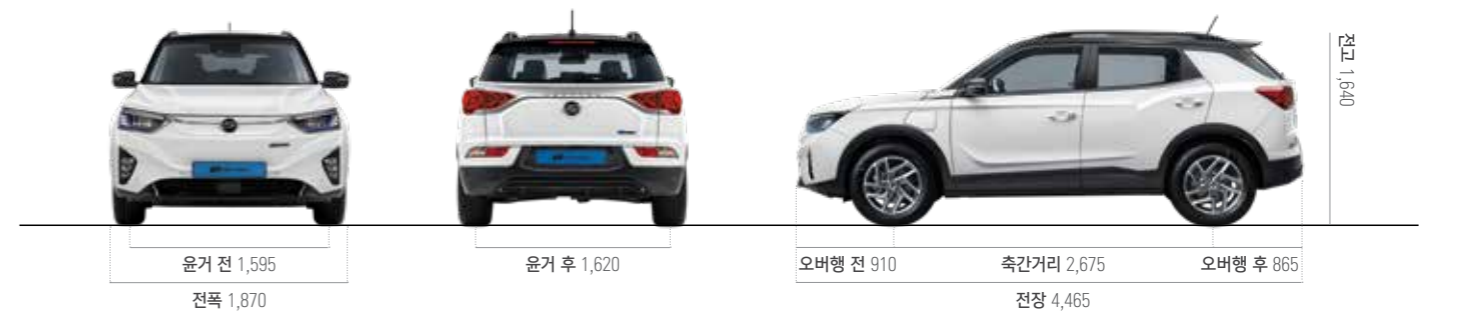 전고 1,640
윤거 전 1,595
윤거 후 1,620
오버행 전 910
축간거리 2,675
오버행 후 865
전폭 1,870
전장 4,465